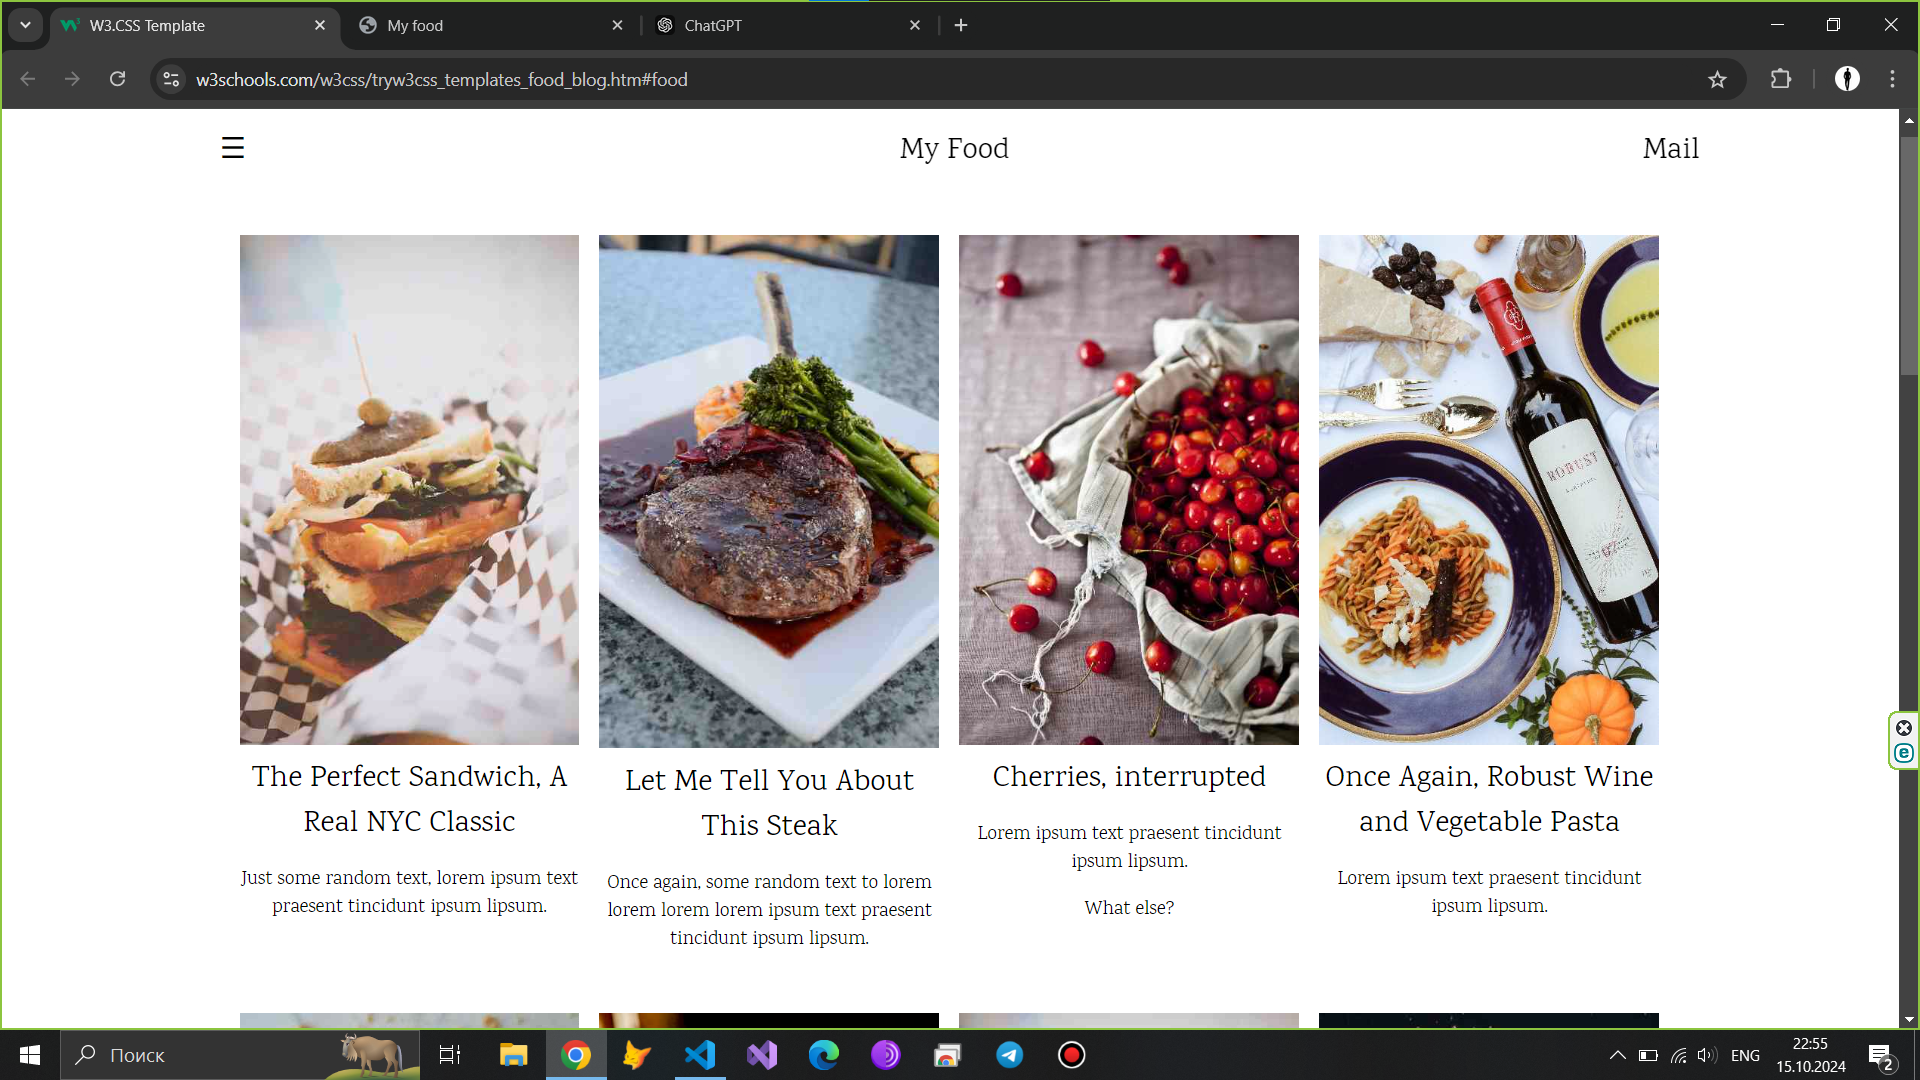 W3.CSS Template
My food
ChatGPT
w3schools.com/w3css/tryw3css_templates_food_blog.htm#food
☰ My Food Mail
ROBUST
The Perfect Sandwich, A
Real NYC Classic
Just some random text, lorem ipsum text
praesent tincidunt ipsum lipsum.
Let Me Tell You About
This Steak
Once again, some random text to lorem
lorem lorem lorem ipsum text praesent
tincidunt ipsum lipsum.
Cherries, interrupted
Lorem ipsum text praesent tincidunt
ipsum lipsum.
What else?
Once Again, Robust Wine
and Vegetable Pasta
Lorem ipsum text praesent tincidunt
ipsum lipsum.
Поиск
ENG
22:55
15.10.2024
2